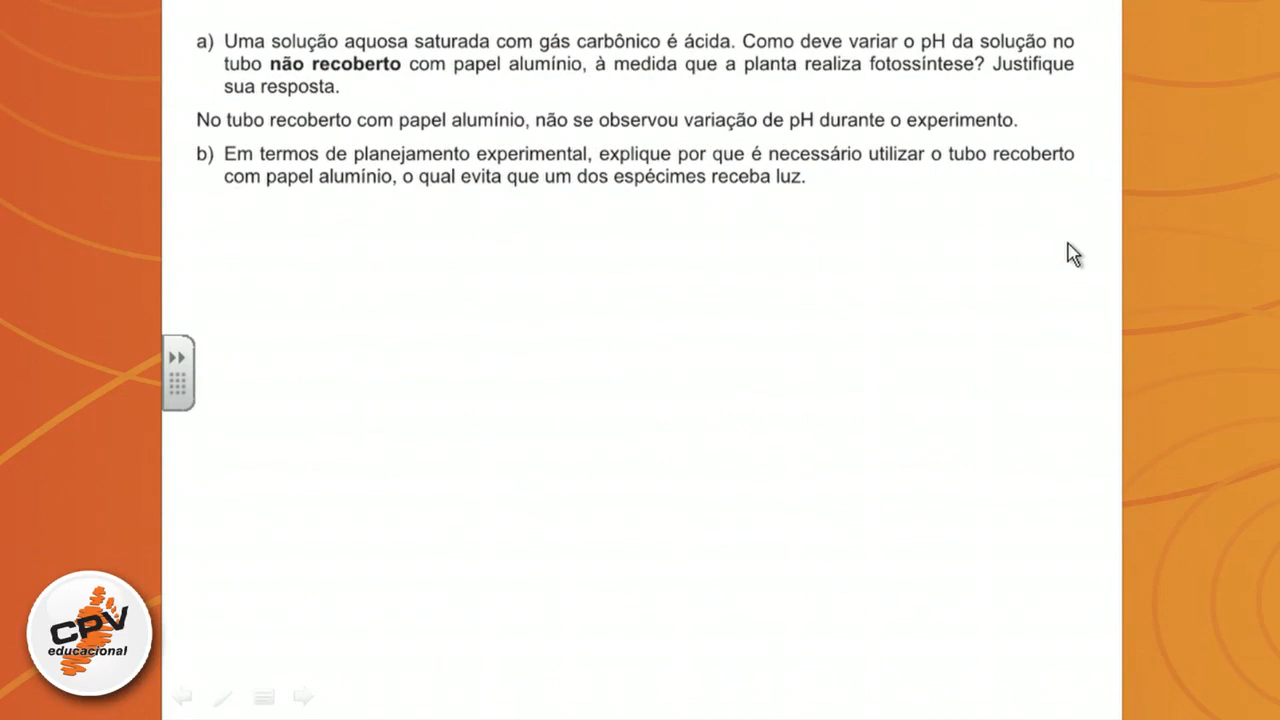 a) Uma solução aquosa saturada com gás carbônico é ácida. Como deve variar o pH da solução no
tubo não recoberto com papel alumínio, à medida que a planta realiza fotossíntese? Justifique
sua resposta.
No tubo recoberto com papel alumínio, não se observou variação de pH durante o experimento.
b) Em termos de planejamento experimental, explique por que é necessário utilizar o tubo recoberto
com papel alumínio, o qual evita que um dos espécimes receba luz.
CPV
educacional